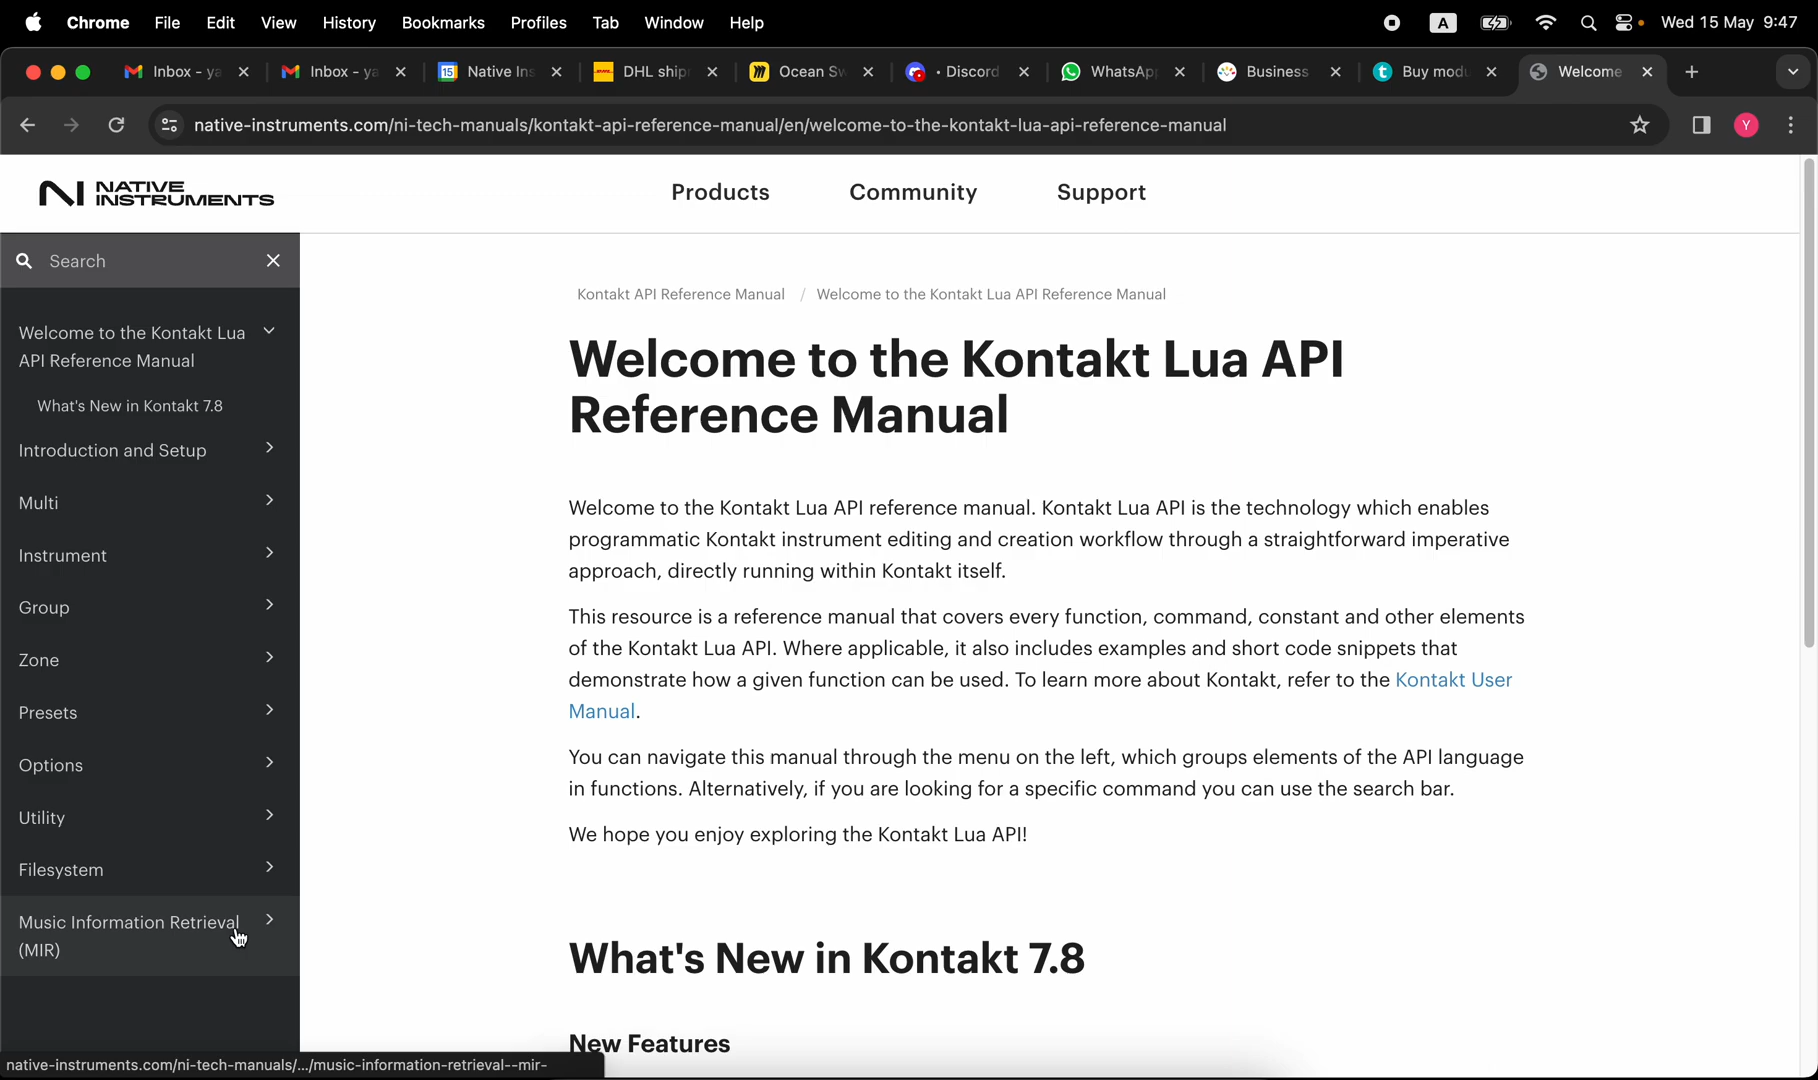 Chrome File Edit View History Bookmarks Profiles Tab Window Help A Wed 15 May 9:47
Inbox - ya Inbox - ya 15 Native Ins DHL ship Ocean Sw • Discord WhatsAp Business Buy modu Welcome
native-instruments.com/ni-tech-manuals/kontakt-api-reference-manual/en/welcome-to-the-kontakt-lua-api-reference-manual Y
NATIVE
INSTRUMENTS
Products Community Support
Search
Welcome to the Kontakt Lua
API Reference Manual
What's New in Kontakt 7.8
Introduction and Setup
Multi
Instrument
Group
Zone
Presets
Options
Utility
Filesystem
Music Information Retrieval
(MIR)
Kontakt API Reference Manual / Welcome to the Kontakt Lua API Reference Manual
Welcome to the Kontakt Lua API
Reference Manual
Welcome to the Kontakt Lua API reference manual. Kontakt Lua API is the technology which enables
programmatic Kontakt instrument editing and creation workflow through a straightforward imperative
approach, directly running within Kontakt itself.
This resource is a reference manual that covers every function, command, constant and other elements
of the Kontakt Lua API. Where applicable, it also includes examples and short code snippets that
demonstrate how a given function can be used. To learn more about Kontakt, refer to the Kontakt User
Manual.
You can navigate this manual through the menu on the left, which groups elements of the API language
in functions. Alternatively, if you are looking for a specific command you can use the search bar.
We hope you enjoy exploring the Kontakt Lua API!
What's New in Kontakt 7.8
New Features
native-instruments.com/ni-tech-manuals/.../music-information-retrieval--mir-